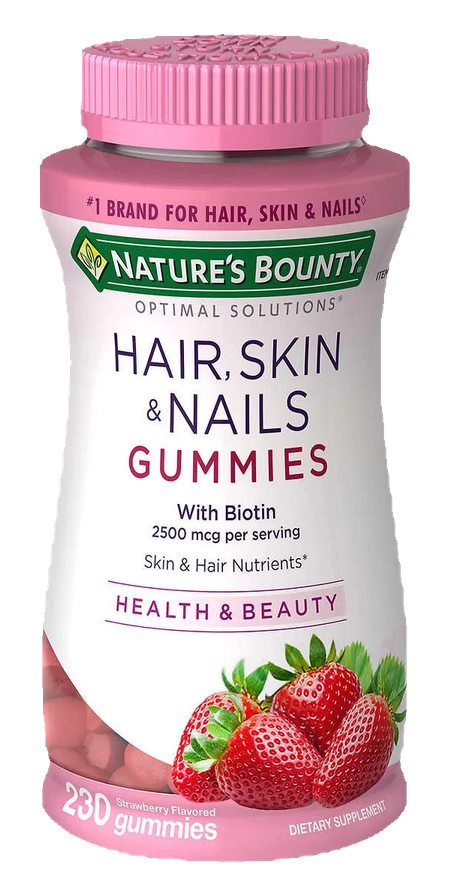 #1 BRAND FOR HAIR, SKIN & NAILS◊
NATURE'S BOUNTY®
OPTIMAL SOLUTIONS®
HAIR, SKIN
& NAILS
GUMMIES
With Biotin
2500 mcg per serving
Skin & Hair Nutrients*
HEALTH & BEAUTY
230 Strawberry Flavored
gummies
DIETARY SUPPLEMENT